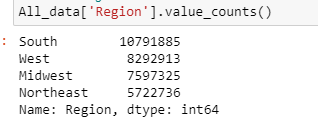 All_data['Region'].value_counts()
: South 10791885
West 8292913
Midwest 7597325
Northeast 5722736
Name: Region, dtype: int64